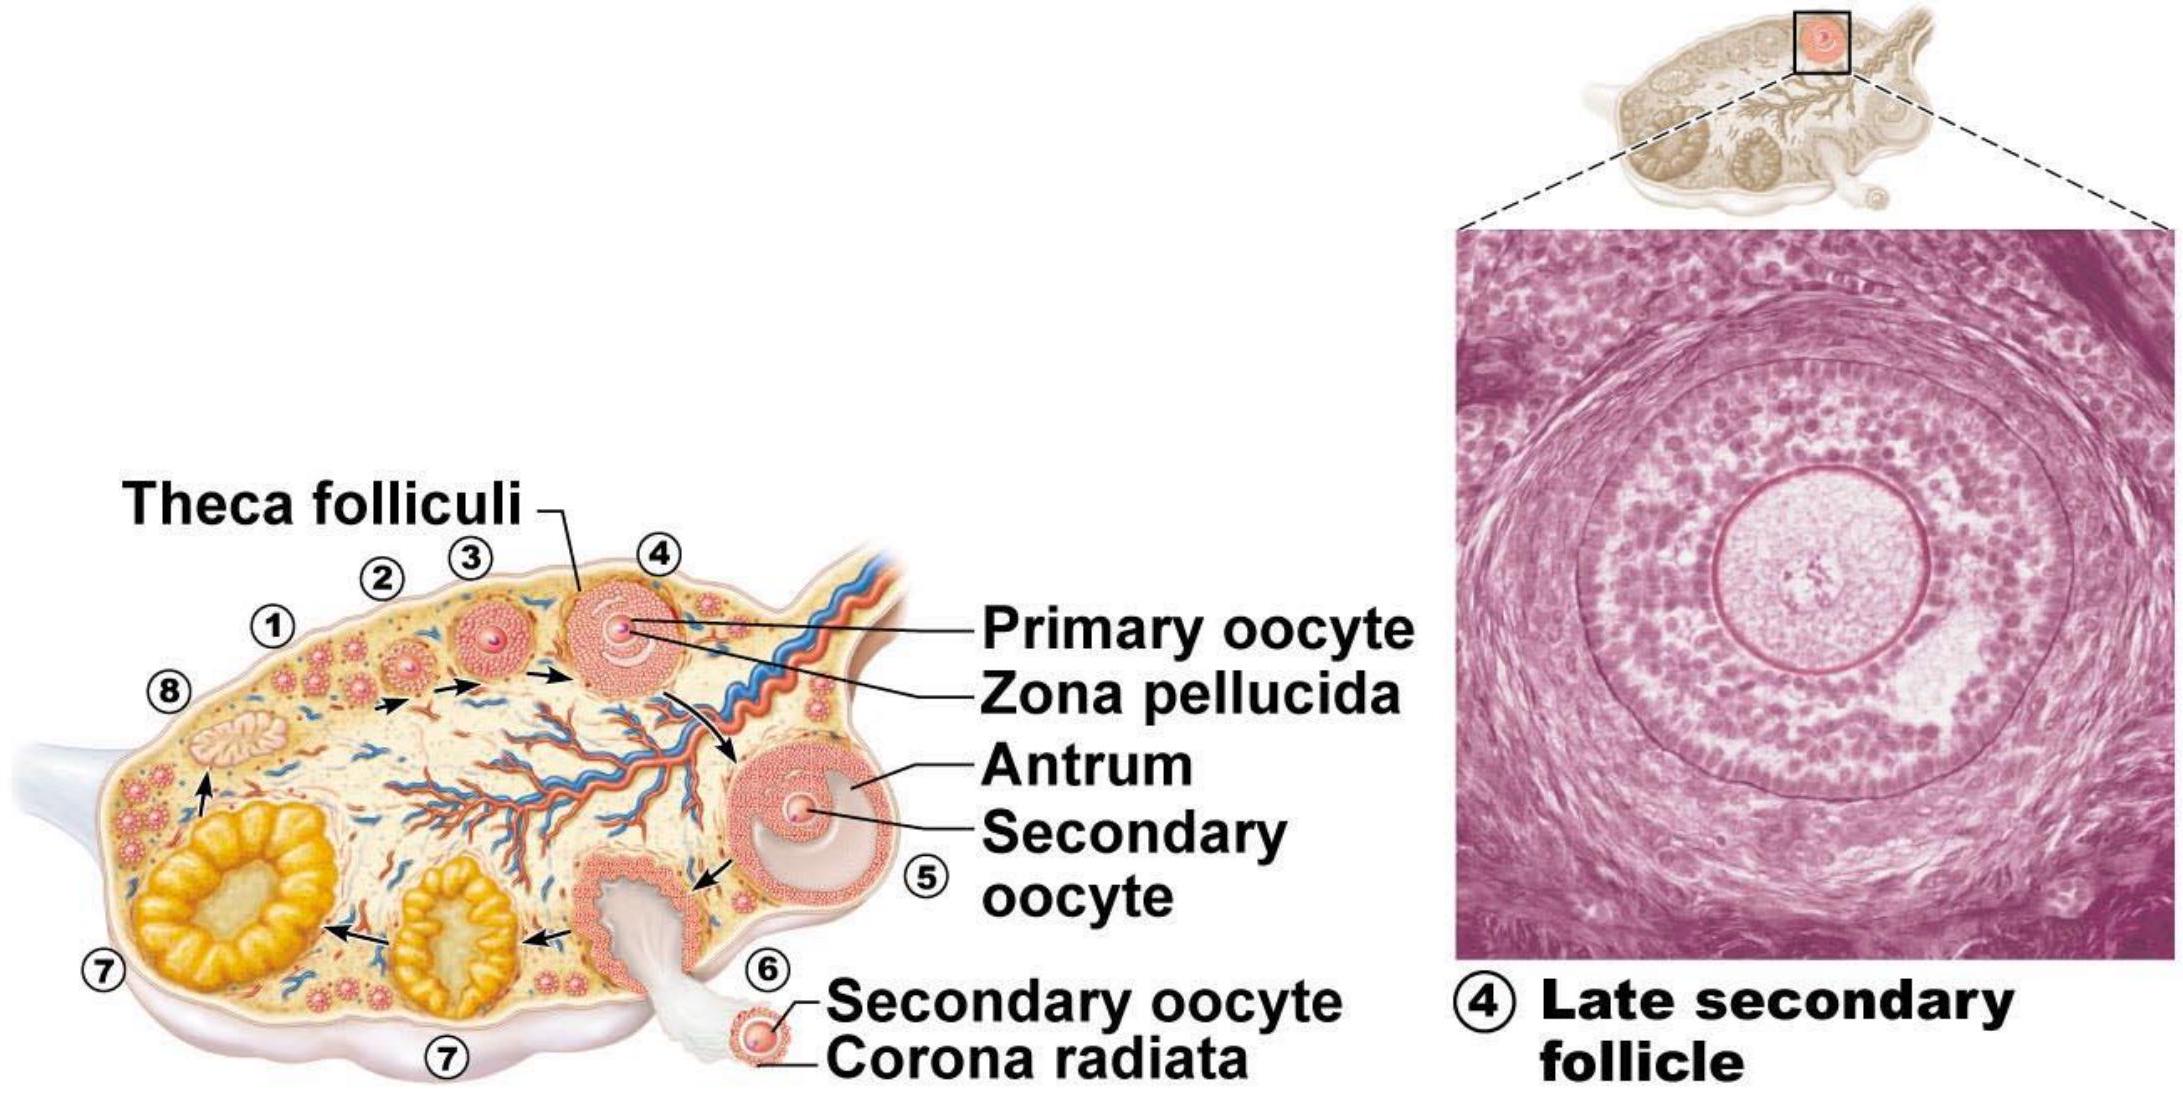 Theca folliculi
4
3
2
1
8
Primary oocyte
Zona pellucida
Antrum
Secondary
oocyte
5
7
6
Secondary oocyte
Corona radiata
7
4 Late secondary
follicle